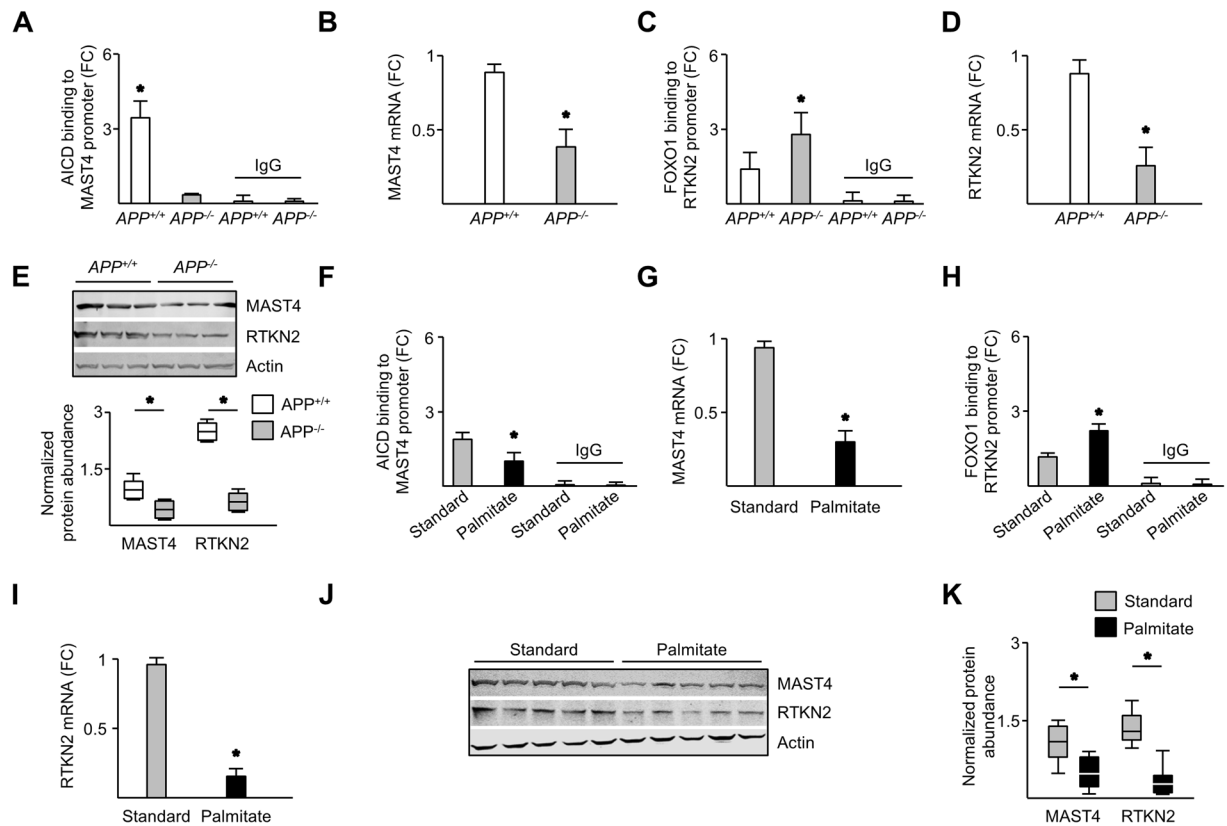 A
AICD binding to
MAST4 promoter (FC)
6
3
*
IgG
APP+/+ APP-/- APP+/+ APP-/-
B
MAST4 mRNA (FC)
1
0.5
*
APP+/+ APP-/-
C
FOXO1 binding to
RTKN2 promoter (FC)
6
3
*
IgG
APP+/+ APP-/- APP+/+ APP-/-
D
RTKN2 mRNA (FC)
1
0.5
*
APP+/+ APP-/-
E
APP+/+ APP-/-
MAST4
RTKN2
Actin
Normalized
protein abundance
3
1.5
* *
APP+/+
APP-/-
MAST4 RTKN2
F
AICD binding to
MAST4 promoter (FC)
6
3
*
IgG
Standard Palmitate Standard Palmitate
G
MAST4 mRNA (FC)
1
0.5
*
Standard Palmitate
H
FOXO1 binding to
RTKN2 promoter (FC)
6
3
*
IgG
Standard Palmitate Standard Palmitate
I
RTKN2 mRNA (FC)
1
0.5
*
Standard Palmitate
J
Standard Palmitate
MAST4
RTKN2
Actin
K
Standard
Palmitate
Normalized protein
abundance
3
1.5
* *
MAST4 RTKN2